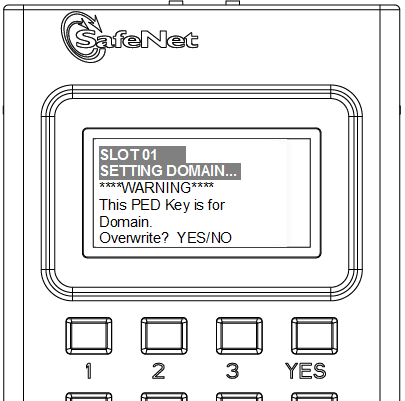 SafeNet
SLOT 01
SETTING DOMAIN...
****WARNING****
This PED Key is for
Domain.
Overwrite?  YES/NO
1 2 3 YES